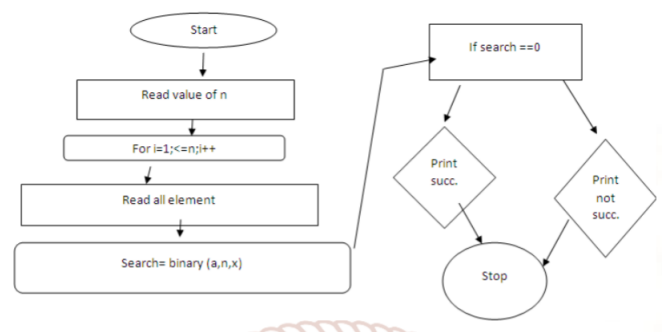 Start
Read value of n
For i=1;<=n;i++
Read all element
Search= binary (a,n,x)
If search ==0
Print
succ.
Print
not
succ.
Stop